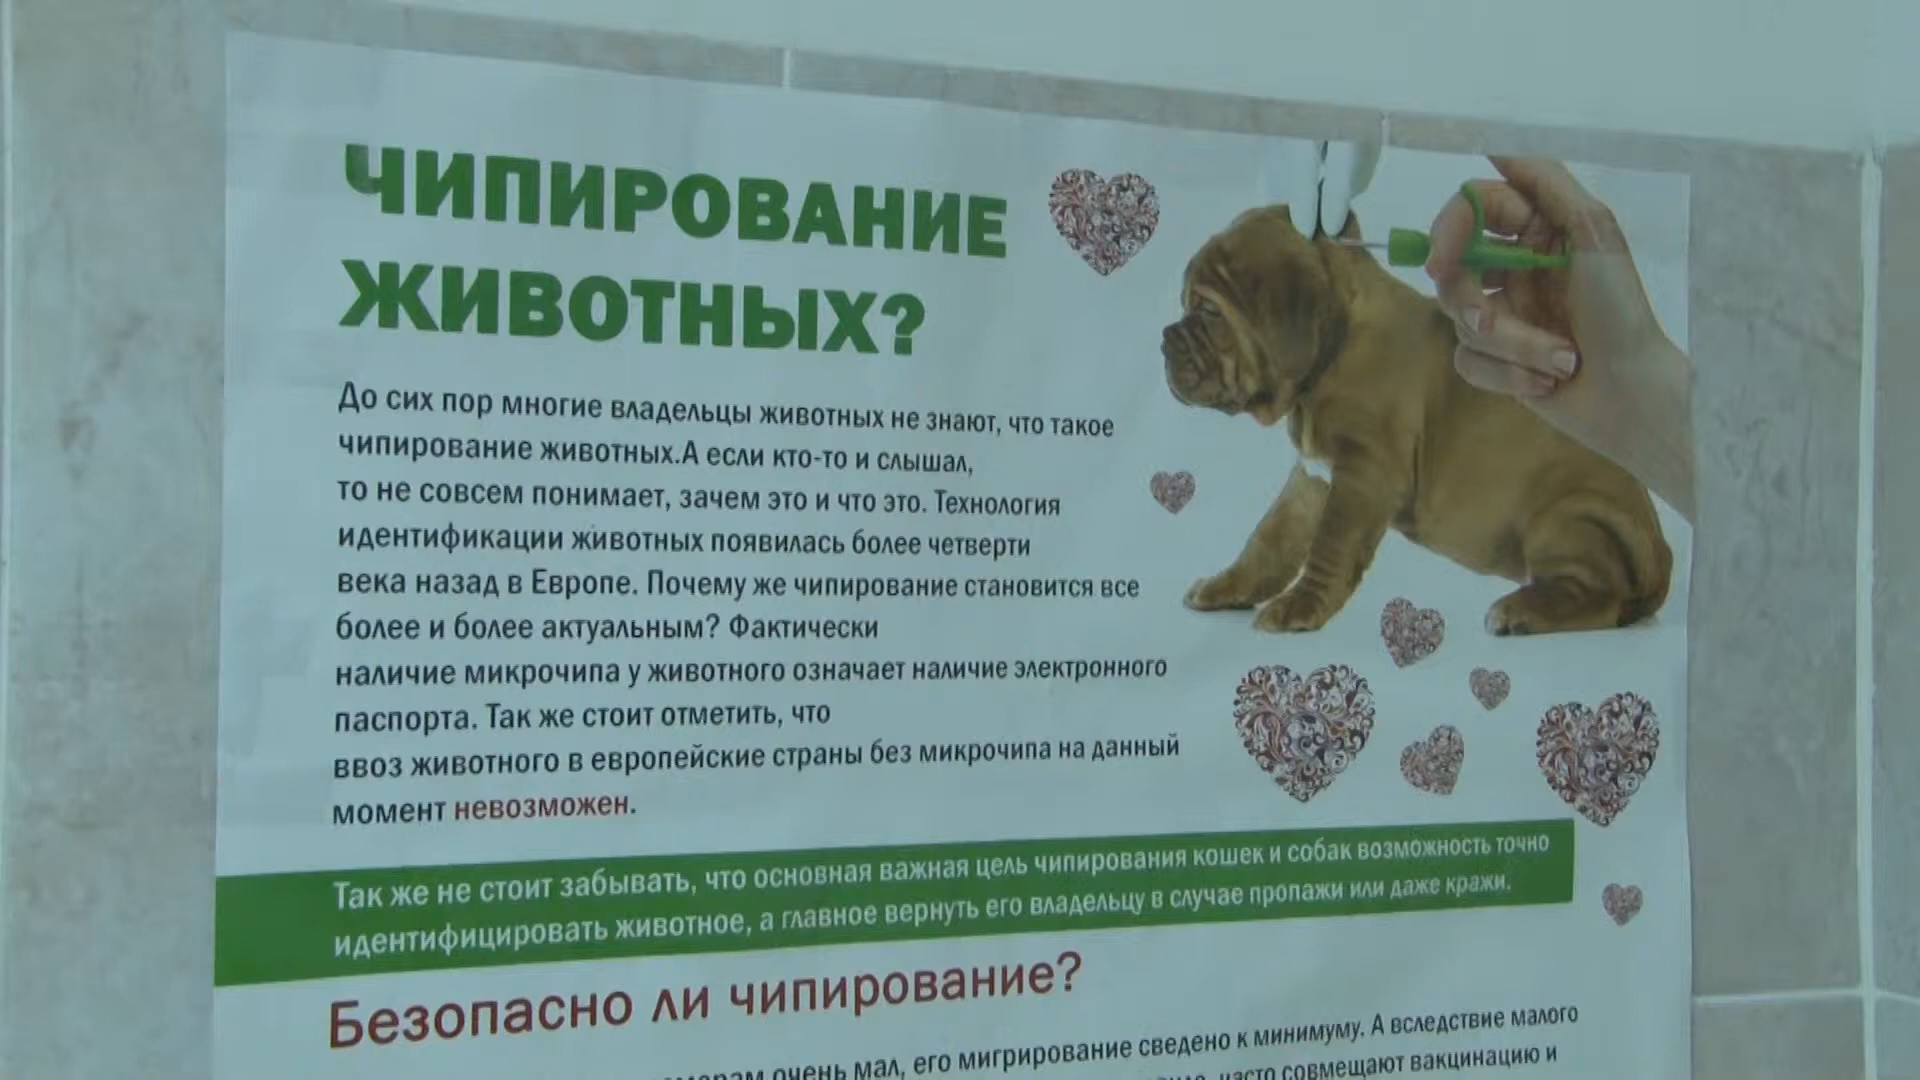 ЧИПИРОВАНИЕ
ЖИВОТНЫХ?
До сих пор многие владельцы животных не знают, что такое
чипирование животных.А если кто-то и слышал,
то не совсем понимает, зачем это и что это. Технология
идентификации животных появилась более четверти
века назад в Европе. Почему же чипирование становится все
более и более актуальным? Фактически
наличие микрочипа у животного означает наличие электронного
паспорта. Так же стоит отметить, что
ввоз животного в европейские страны без микрочипа на данный
момент невозможен.
Так же не стоит забывать, что основная важная цель чипирования кошек и собак возможность точно
идентифицировать животное, а главное вернуть его владельцу в случае пропажи или даже кражи.
Безопасно ли чипирование?
очень мал, его мигрирование сведено к минимуму. А вследствие малого
часто совмещают вакцинацию и